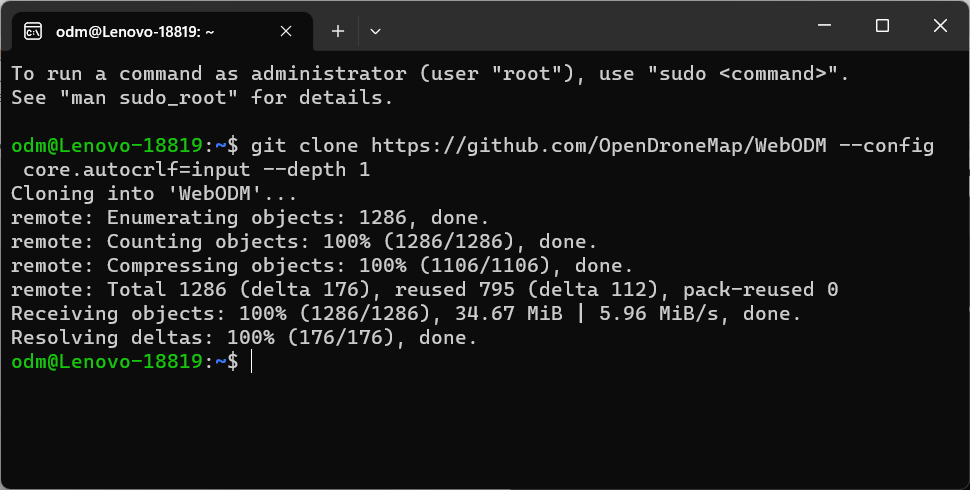 odm@Lenovo-18819: ~
To run a command as administrator (user "root"), use "sudo <command>".
See "man sudo_root" for details.
odm@Lenovo-18819:~$ git clone https://github.com/OpenDroneMap/WebODM --config
core.autocrlf=input --depth 1
Cloning into 'WebODM'...
remote: Enumerating objects: 1286, done.
remote: Counting objects: 100% (1286/1286), done.
remote: Compressing objects: 100% (1106/1106), done.
remote: Total 1286 (delta 176), reused 795 (delta 112), pack-reused 0
Receiving objects: 100% (1286/1286), 34.67 MiB | 5.96 MiB/s, done.
Resolving deltas: 100% (176/176), done.
odm@Lenovo-18819:~$